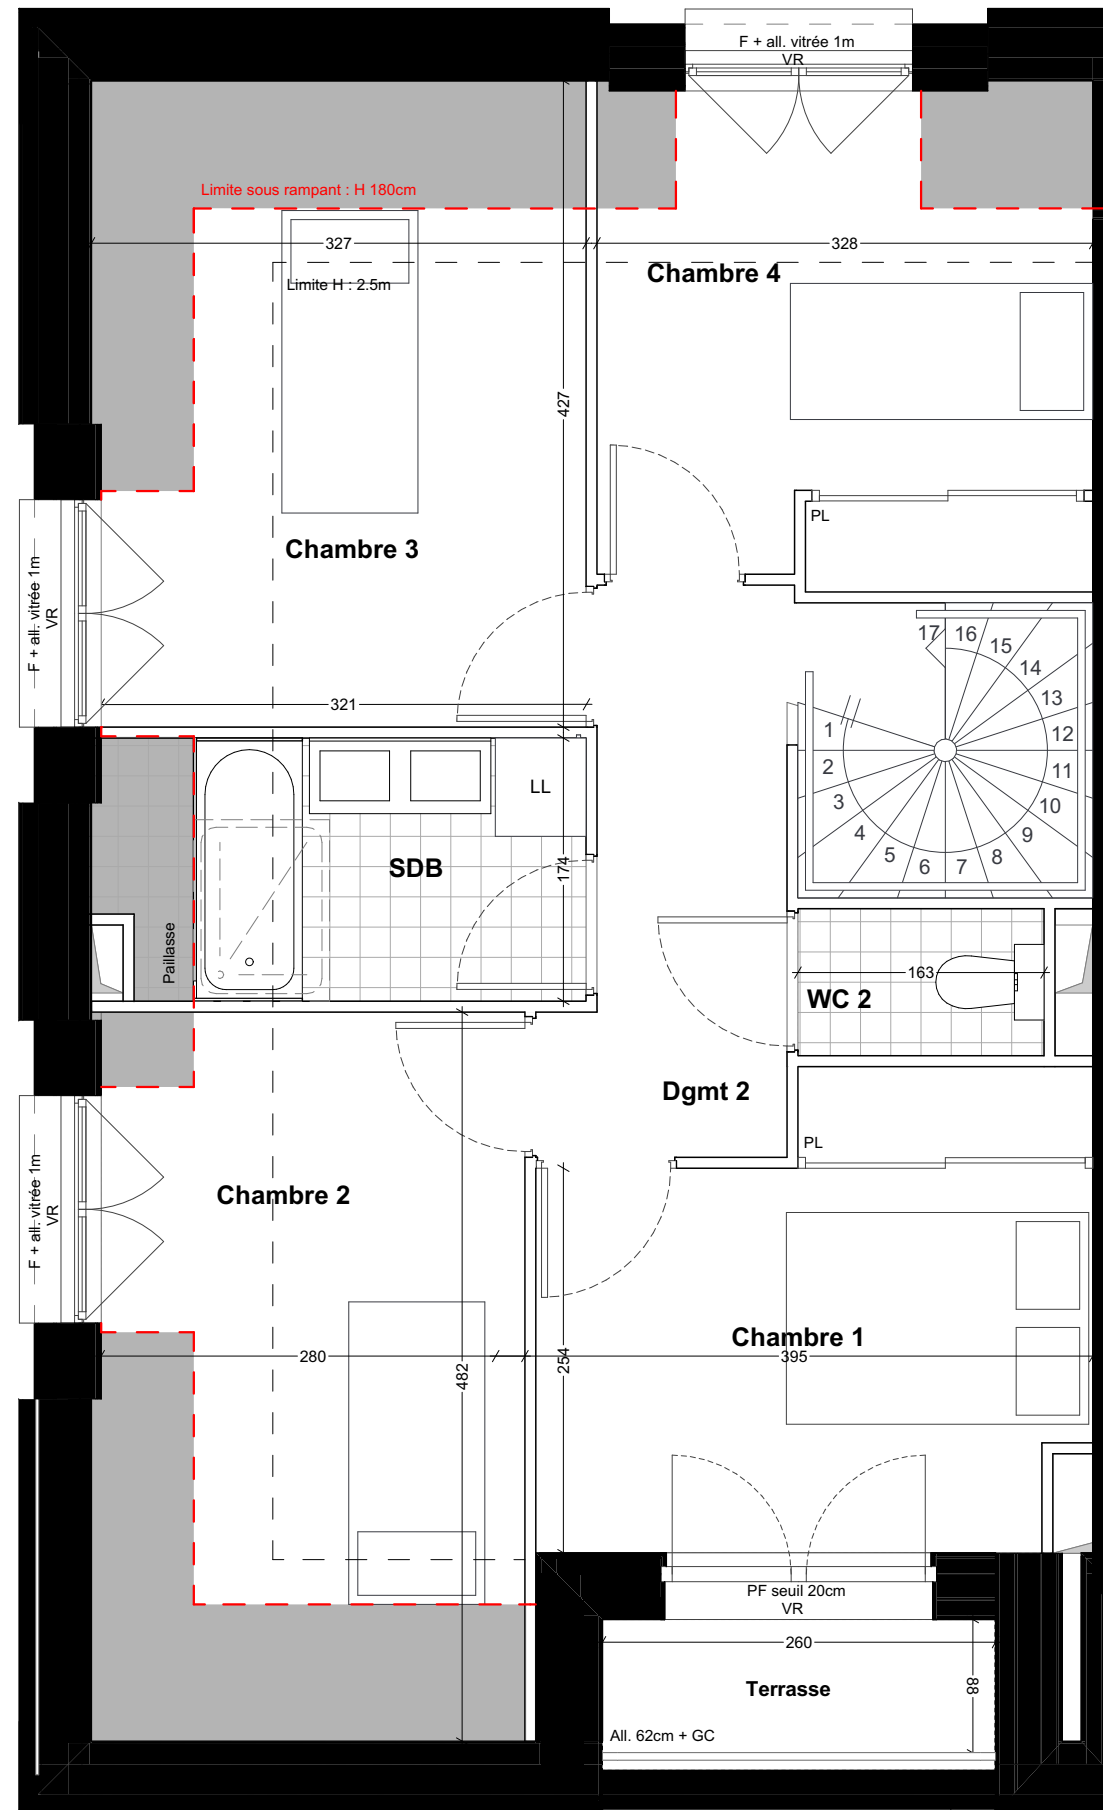 F + all. vitrée 1m
VR
Limite sous rampant : H 180cm
327
328
Chambre 4
Limite H : 2.5m
427
PL
Chambre 3
F + all. vitrée 1m
VR
321
17
16
15
14
13
12
11
10
9
8
7
6
5
4
3
2
1
LL
SDB
174
Paillasse
163
WC 2
Dgmt 2
PL
F + all. vitrée 1m
VR
Chambre 2
Chambre 1
280
482
254
395
PF seuil 20cm
VR
260
88
Terrasse
All. 62cm + GC